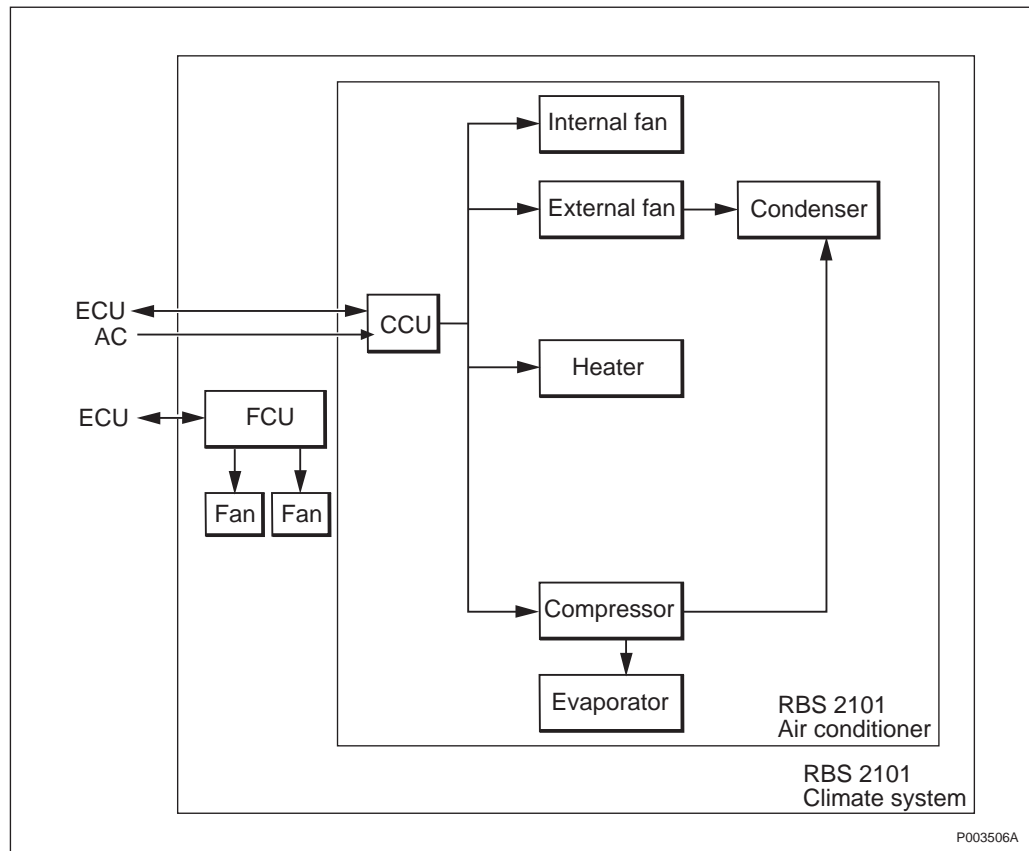 Internal fan
External fan
Condenser
ECU
AC
CCU
Heater
ECU
FCU
Fan
Fan
Compressor
Evaporator
RBS 2101
Air conditioner
RBS 2101
Climate system
P003506A